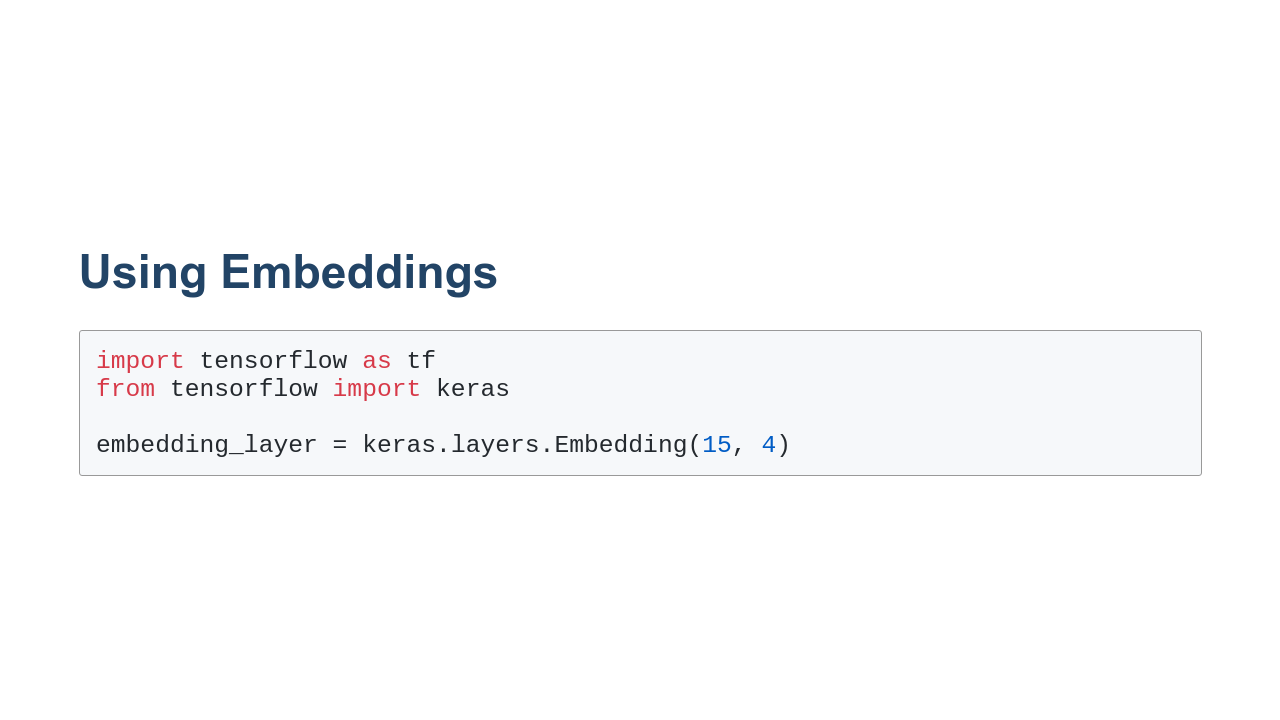 Using Embeddings
import tensorflow as tf
from tensorflow import keras
embedding_layer = keras.layers.Embedding(15, 4)